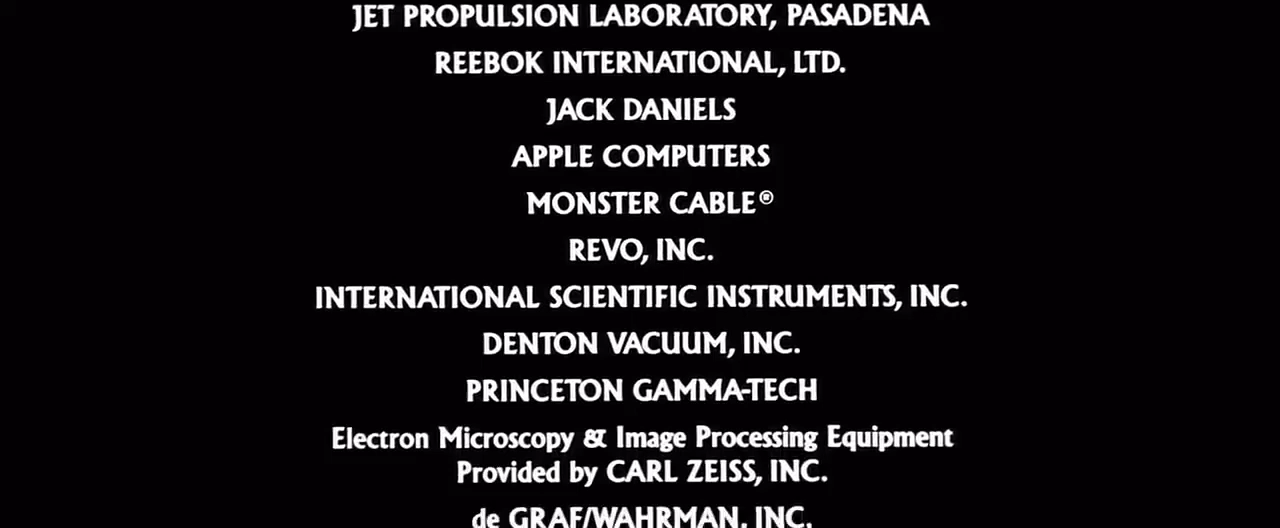 JET PROPULSION LABORATORY, PASADENA
REEBOK INTERNATIONAL, LTD.
JACK DANIELS
APPLE COMPUTERS
MONSTER CABLE®
REVO, INC.
INTERNATIONAL SCIENTIFIC INSTRUMENTS, INC.
DENTON VACUUM, INC.
PRINCETON GAMMA-TECH
Electron Microscopy & Image Processing Equipment
Provided by CARL ZEISS, INC.
de GRAF/WAHRMAN, INC.